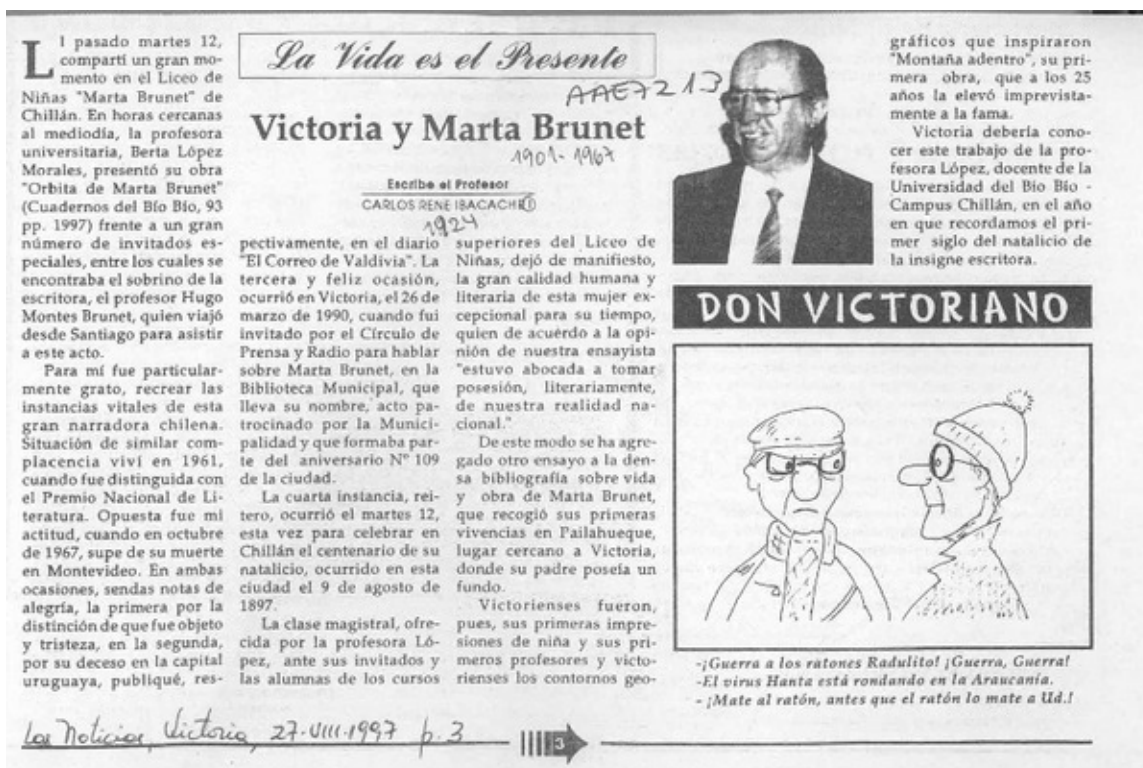 La Vida es el Presente
AAE7213
Victoria y Marta Brunet
1901-1967
Escribe el Profesor
CARLOS RENE IBACACHE I
1924
El pasado martes 12,
compartí un gran mo-
mento en el Liceo de
Niñas "Marta Brunet" de
Chillán. En horas cercanas
al mediodía, la profesora
universitaria, Berta López
Morales, presentó su obra
"Orbita de Marta Brunet"
(Cuadernos del Bío Bío, 93
pp. 1997) frente a un gran
número de invitados es-
peciales, entre los cuales se
encontraba el sobrino de la
escritora, el profesor Hugo
Montes Brunet, quien viajó
desde Santiago para asistir
a este acto.
Para mí fue particular-
mente grato, recrear las
instancias vitales de esta
gran narradora chilena.
Situación de similar com-
placencia viví en 1961,
cuando fue distinguida con
el Premio Nacional de Li-
teratura. Opuesta fue mi
actitud, cuando en octubre
de 1967, supe de su muerte
en Montevideo. En ambas
ocasiones, sendas notas de
alegría, la primera por la
distinción de que fue objeto
y tristeza, en la segunda,
por su deceso en la capital
uruguaya, publiqué, res-
pectivamente, en el diario
"El Correo de Valdivia". La
tercera y feliz ocasión,
ocurrió en Victoria, el 26 de
marzo de 1990, cuando fui
invitado por el Círculo de
Prensa y Radio para hablar
sobre Marta Brunet, en la
Biblioteca Municipal, que
lleva su nombre, acto pa-
trocinado por la Munici-
palidad y que formaba par-
te del aniversario Nº 109
de la ciudad.
La cuarta instancia, rei-
tero, ocurrió el martes 12,
esta vez para celebrar en
Chillán el centenario de su
natalicio, ocurrido en esta
ciudad el 9 de agosto de
1897.
La clase magistral, ofre-
cida por la profesora Ló-
pez, ante sus invitados y
las alumnas de los cursos
superiores del Liceo de
Niñas, dejó de manifiesto,
la gran calidad humana y
literaria de esta mujer ex-
cepcional para su tiempo,
quien de acuerdo a la opi-
nión de nuestra ensayista
"estuvo abocada a tomar
posesión, literariamente,
de nuestra realidad na-
cional."
De este modo se ha agre-
gado otro ensayo a la den-
sa bibliografía sobre vida
y obra de Marta Brunet,
que recogió sus primeras
vivencias en Pailahueque,
lugar cercano a Victoria,
donde su padre poseía un
fundo.
Victorienses fueron,
pues, sus primeras impre-
siones de niña y sus pri-
meros profesores y victo-
rienses los contornos geo-
gráficos que inspiraron
"Montaña adentro", su pri-
mera obra, que a los 25
años la elevó imprevista-
mente a la fama.
Victoria debería cono-
cer este trabajo de la pro-
fesora López, docente de la
Universidad del Bío Bío -
Campus Chillán, en el año
en que recordamos el pri-
mer siglo del natalicio de
la insigne escritora.
DON VICTORIANO
-¡Guerra a los ratones Radulito! ¡Guerra, Guerra!
-El virus Hanta está rondando en la Araucanía.
- ¡Mate al ratón, antes que el ratón lo mate a Ud.!
Las Noticias, Victoria, 27-VIII-1997 p. 3
3